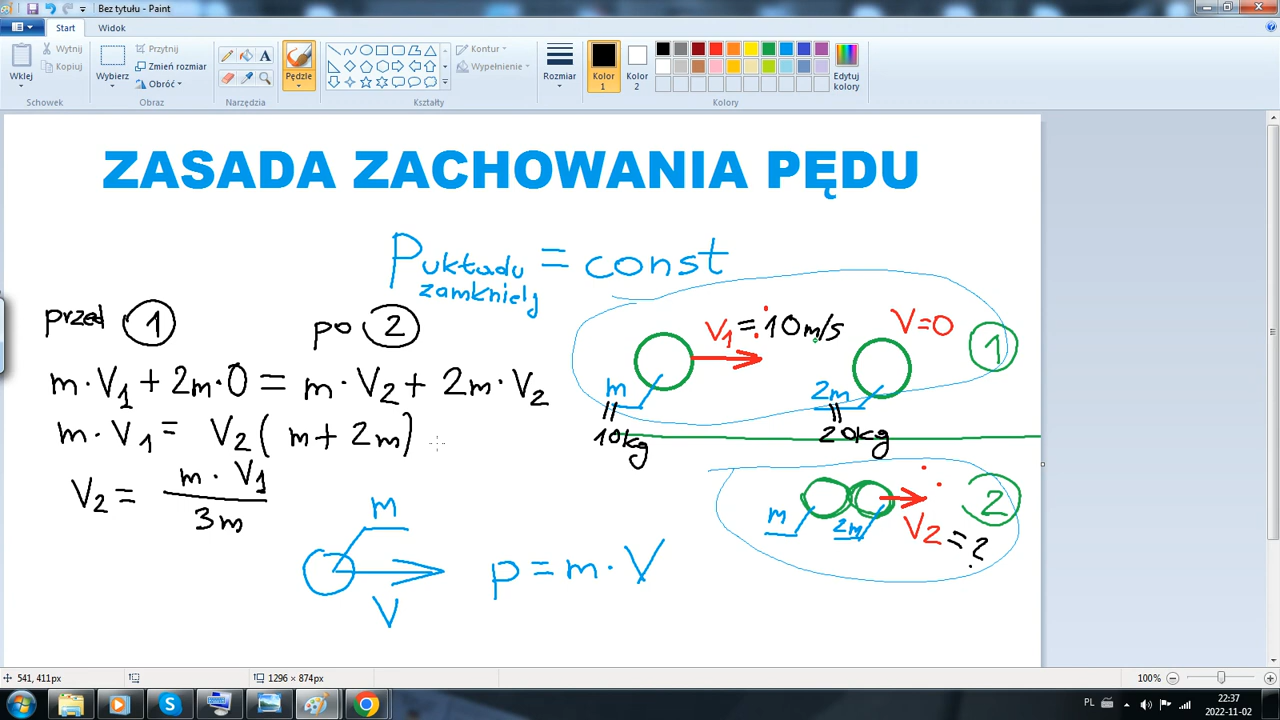 Bez tytułu - Paint
Start Widok
Wklej
Wytnij
Kopiuj
Schowek
Wybierz
Przytnij
Zmień rozmiar
Obróć
Obraz
A
Narzędzia
Pędzle
Kształty
Kontur
Wypełnienie
Rozmiar
Kolor 1
Kolor 2
Kolory
Edytuj kolory
ZASADA ZACHOWANIA PĘDU
Pukładu zamkniętej = const
przed 1
po 2
m·V1 + 2m·0 = m·V2 + 2m·V2
m·V1 = V2(m+2m)
V2 = m·V1 / 3m
m
V
p = m·V
V1 = 10m/s
V=0
1
m
2m
10kg
20kg
m
2m
V2 = ?
2
541, 411px
1296 × 874px
100%
PL
22:37
2022-11-02